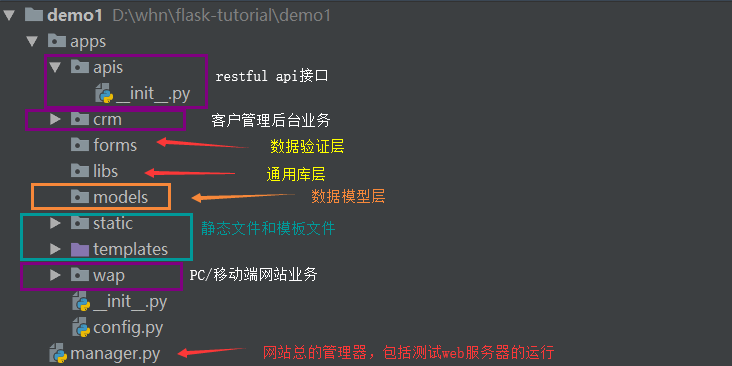 demo1 D:\whn\flask-tutorial\demo1
apps
apis restful api接口
__init__.py
crm 客户管理后台业务
forms 数据验证层
libs 通用库层
models 数据模型层
static 静态文件和模板文件
templates
wap PC/移动端网站业务
__init__.py
config.py
manager.py 网站总的管理器,包括测试web服务器的运行